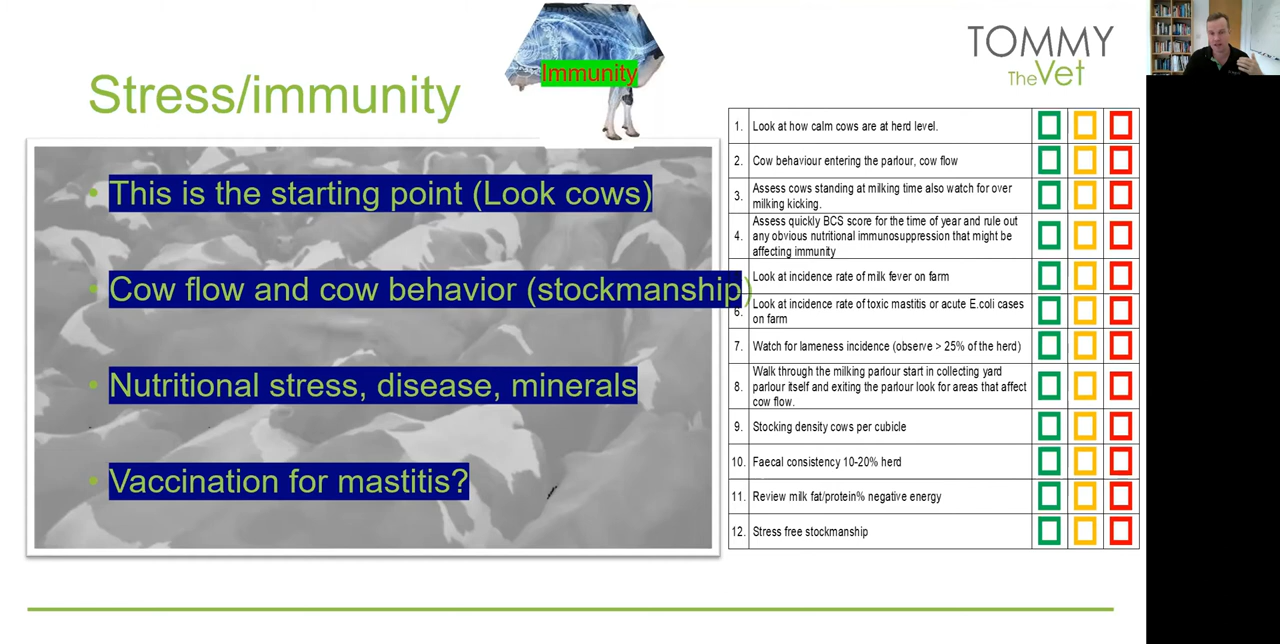 Immunity
TOMMY
TheVet
Stress/immunity
• This is the starting point (Look cows)
• Cow flow and cow behavior (stockmanship)
• Nutritional stress, disease, minerals
• Vaccination for mastitis?
1. Look at how calm cows are at herd level.
2. Cow behaviour entering the parlour, cow flow
3. Assess cows standing at milking time also watch for over
milking kicking.
4. Assess quickly BCS score for the time of year and rule out
any obvious nutritional immunosuppression that might be
affecting immunity
Look at incidence rate of milk fever on farm
6. Look at incidence rate of toxic mastitis or acute E.coli cases
on farm
7. Watch for lameness incidence (observe > 25% of the herd)
8. Walk through the milking parlour start in collecting yard
parlour itself and exiting the parlour look for areas that affect
cow flow.
9. Stocking density cows per cubicle
10. Faecal consistency 10-20% herd
11. Review milk fat/protein% negative energy
12. Stress free stockmanship